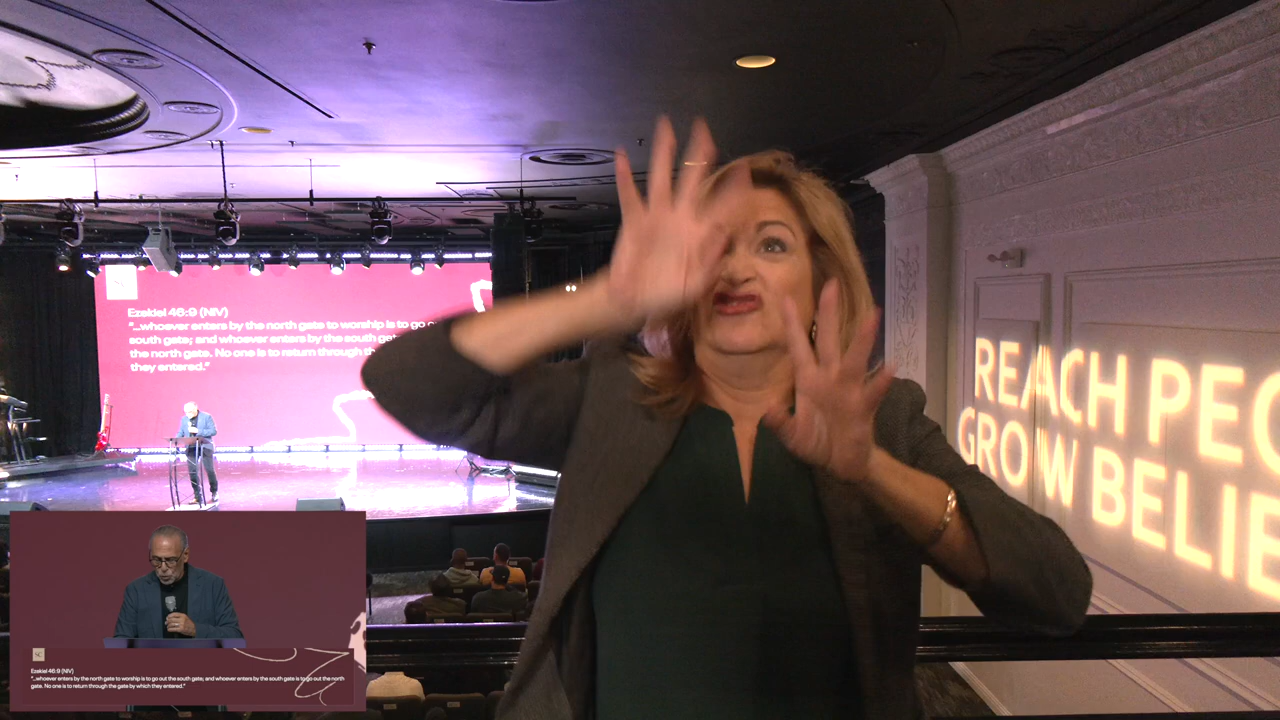 Ezekiel 46:9 (NIV)
"...whoever enters by the north gate to worship is to go o
south gate; and whoever enters by the south gate
the north gate. No one is to return through th
they entered."
REACH PEO
GROW BELIE
Ezekiel 46:9 (NIV)
"...whoever enters by the north gate to worship is to go out the south gate; and whoever enters by the south gate is to go out the north
gate. No one is to return through the gate by which they entered."